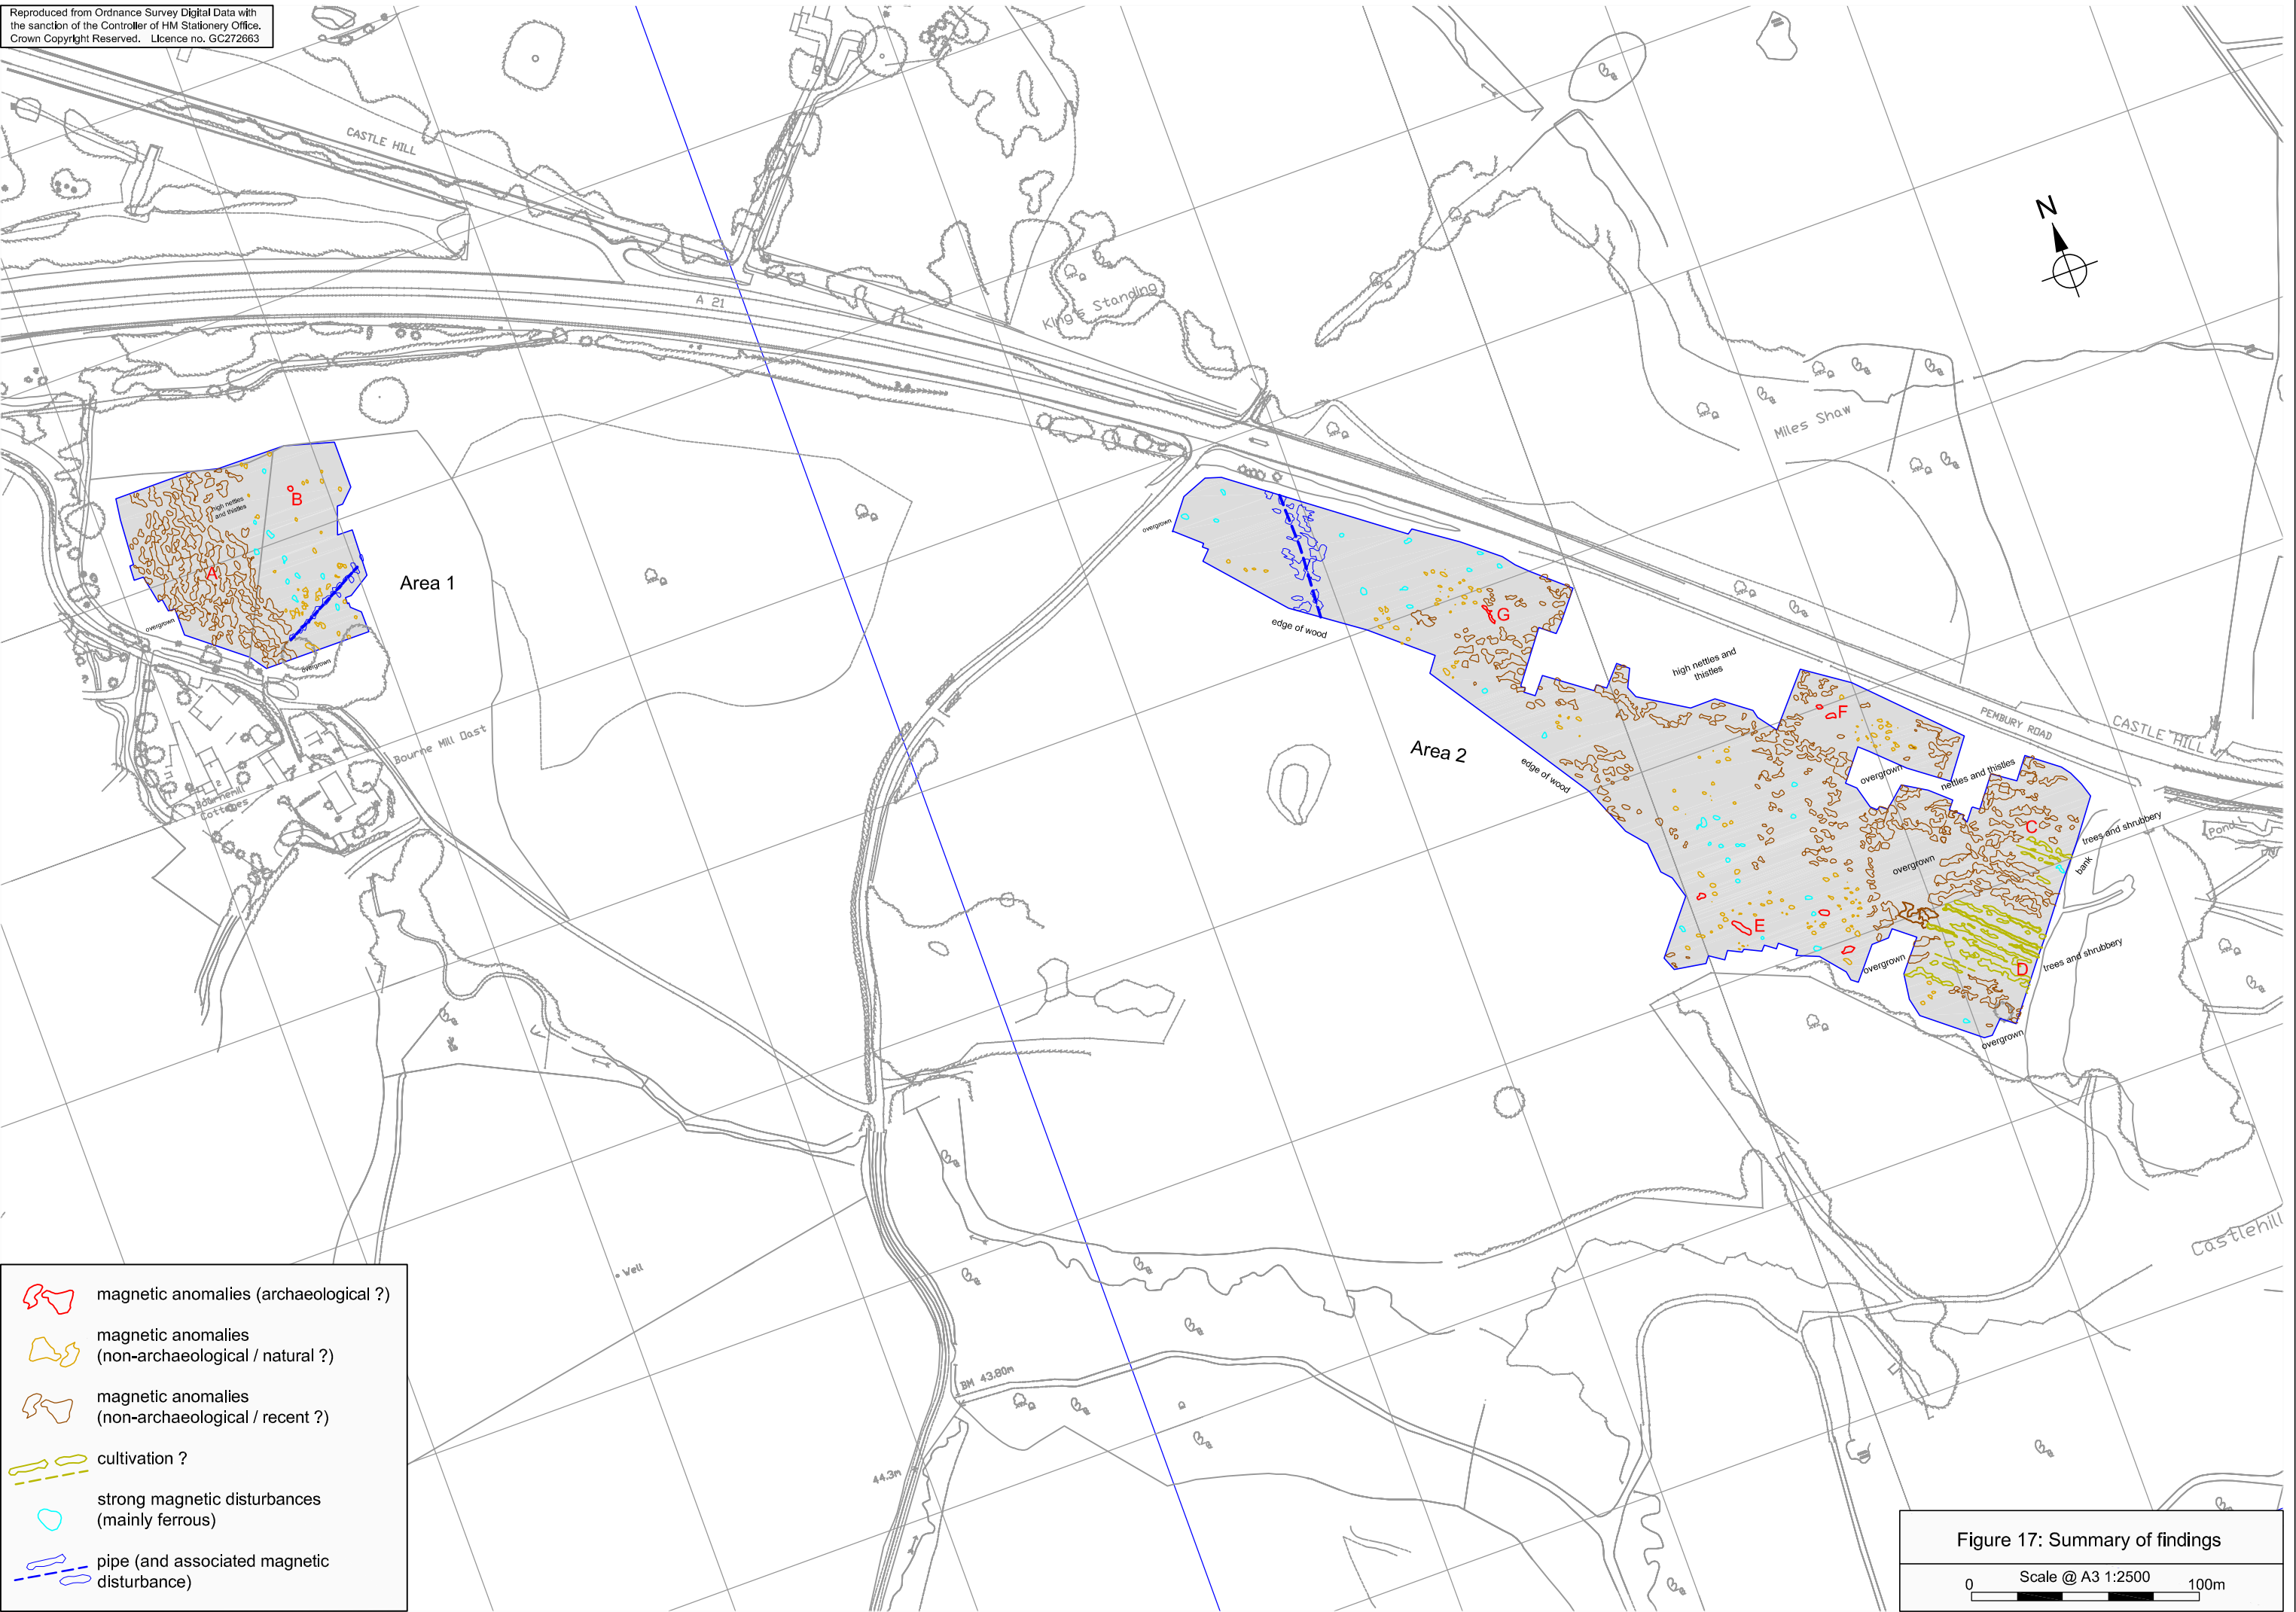 Reproduced from Ordnance Survey Digital Data with
the sanction of the Controller of HM Stationery Office.
Crown Copyright Reserved. Licence no. GC272663
CASTLE HILL
A 21
King's Standing
N
Miles Shaw
B
high nettles
and thistles
A
Area 1
overgrown
overgrown
Bourne Mill Oast
2
Bournemill
Cottages
overgrown
edge of wood
G
Area 2
edge of wood
high nettles and
thistles
F
PEMBURY ROAD
CASTLE HILL
overgrown
nettles and thistles
C
trees and shrubbery
Pond
bank
overgrown
E
overgrown
D
trees and shrubbery
overgrown
Castlehill
Well
BM 43.80m
44.3m
magnetic anomalies (archaeological ?)
magnetic anomalies
(non-archaeological / natural ?)
magnetic anomalies
(non-archaeological / recent ?)
cultivation ?
strong magnetic disturbances
(mainly ferrous)
pipe (and associated magnetic
disturbance)
Figure 17: Summary of findings
Scale @ A3 1:2500
0 100m